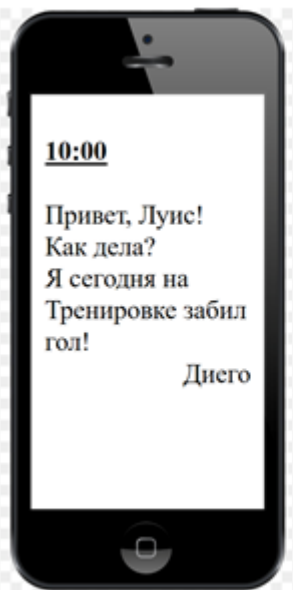 10:00
Привет, Луис!
Как дела?
Я сегодня на
Тренировке забил
гол!
Диего